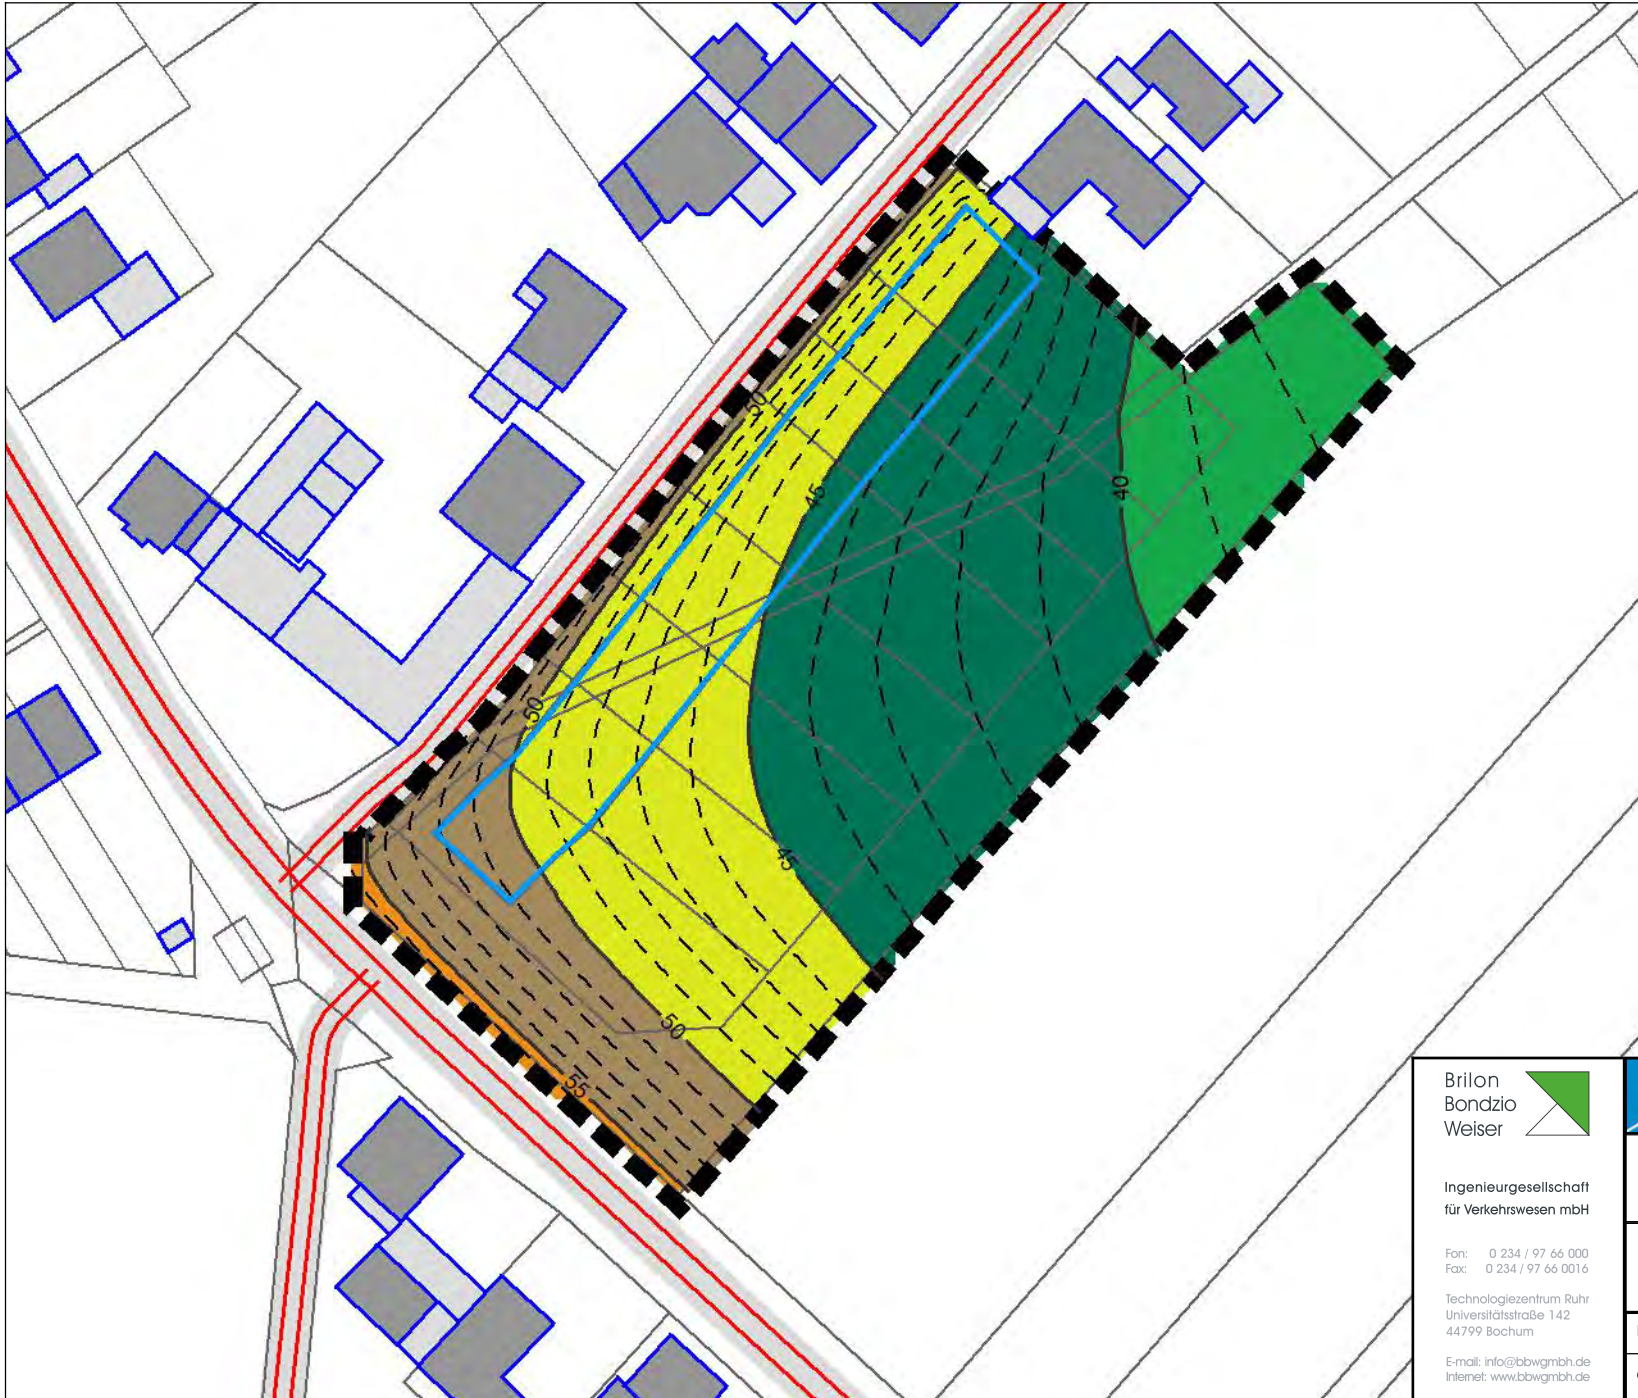 50
45
40
50
45
50
55
Brilon
Bondzio
Weiser
Ingenieurgesellschaft
für Verkehrswesen mbH
Fon: 0 234 / 97 66 000
Fax: 0 234 / 97 66 0016
Technologiezentrum Ruhr
Universitätsstraße 142
44799 Bochum
E-mail: info@bbwgmbh.de
Internet: www.bbwgmbh.de